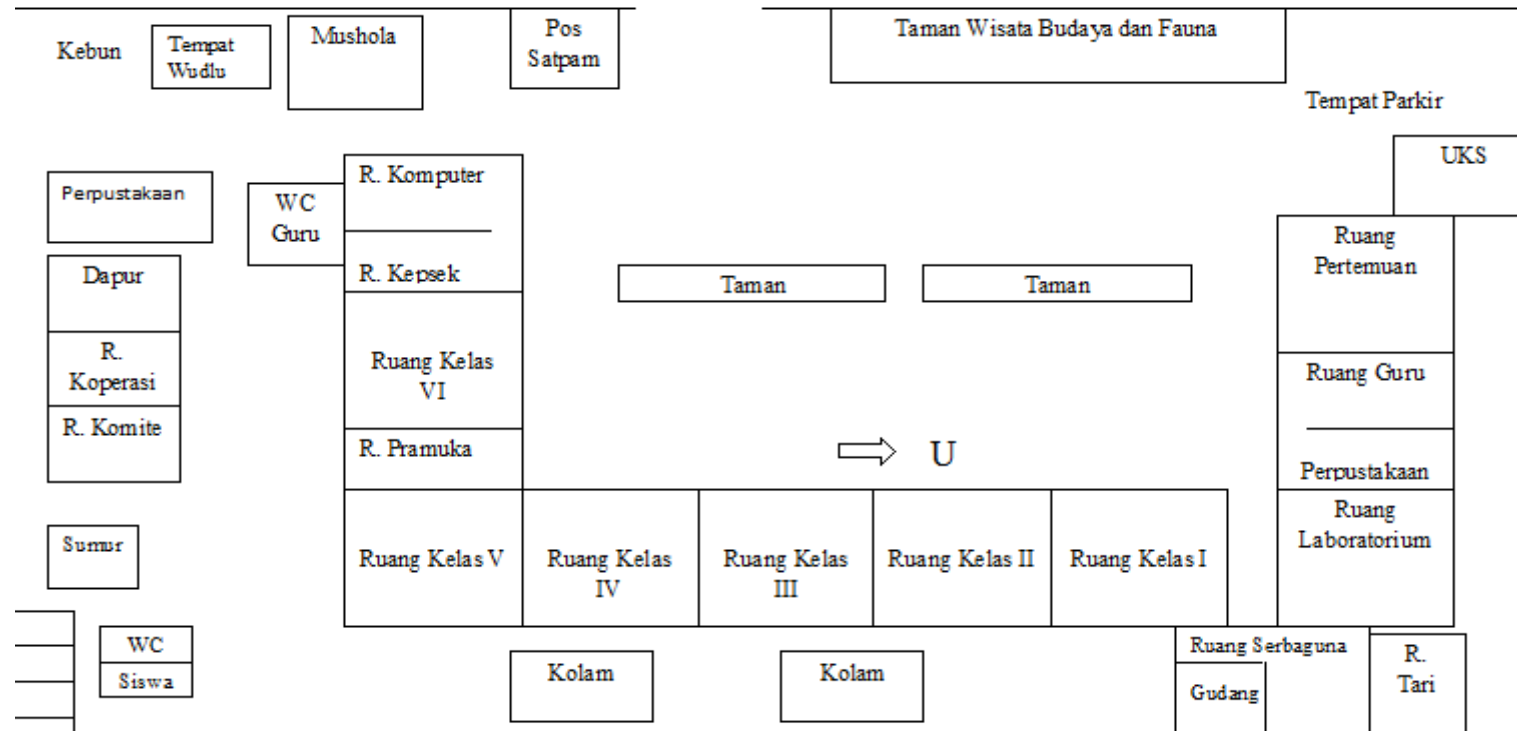 Kebun
Tempat
Wudlu
Mushola
Pos
Satpam
Taman Wisata Budaya dan Fauna
Tempat Parkir
UKS
Perpustakaan
WC
Guru
R. Komputer
R. Kepsek
Dapur
R.
Koperasi
R. Komite
Ruang Kelas
VI
R. Pramuka
Taman
Taman
Ruang
Pertemuan
Ruang Guru
Perpustakaan
U
Sumur
Ruang Kelas V
Ruang Kelas
IV
Ruang Kelas
III
Ruang Kelas II
Ruang Kelas I
Ruang
Laboratorium
WC
Siswa
Kolam
Kolam
Ruang Serbaguna
Gudang
R.
Tari